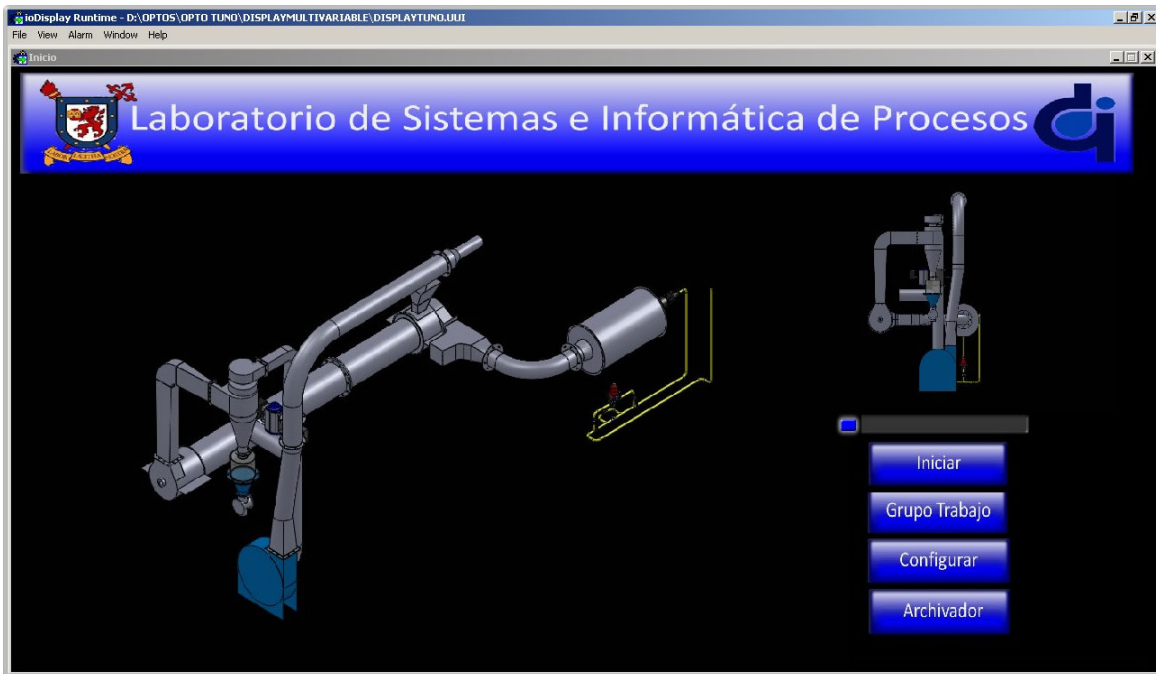 ioDisplay Runtime - D:\OPTOS\OPTO TUNO\DISPLAYMULTIVARIABLE\DISPLAYTUNO.UUI
File View Alarm Window Help
Inicio
Laboratorio de Sistemas e Informática de Procesos
Iniciar
Grupo Trabajo
Configurar
Archivador